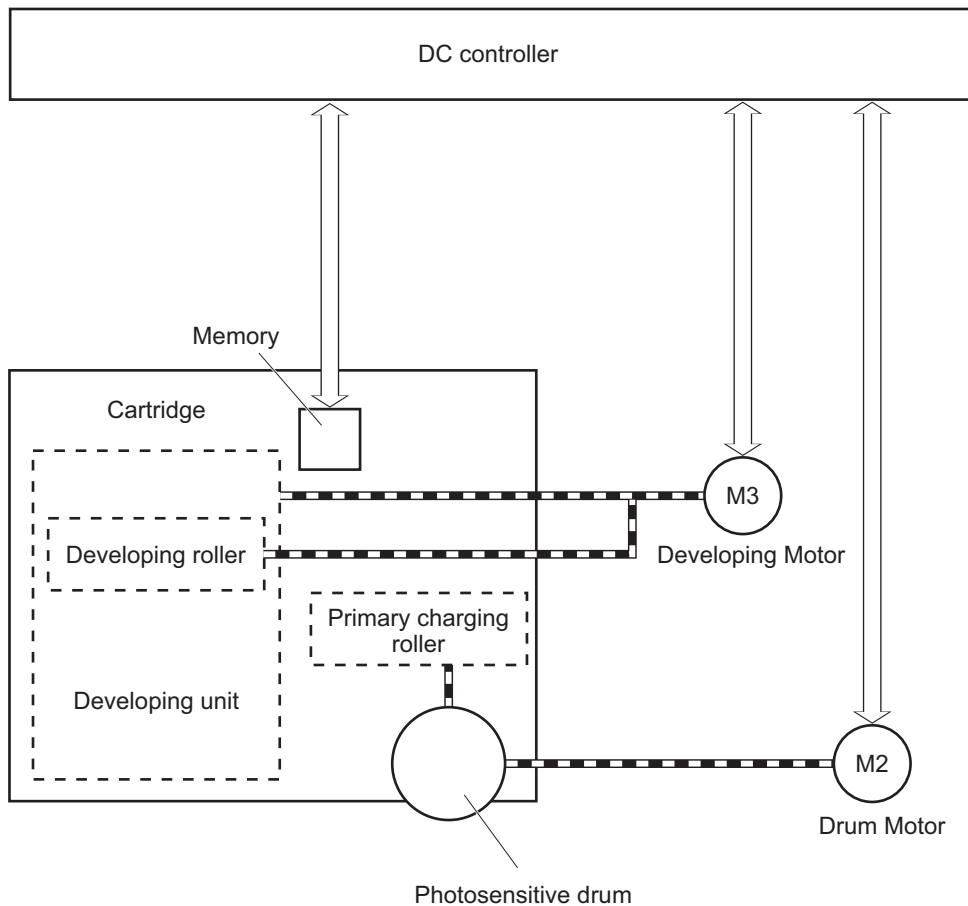 DC controller
Memory
Cartridge
M3
Developing roller
Developing Motor
Primary charging
roller
Developing unit
M2
Drum Motor
Photosensitive drum